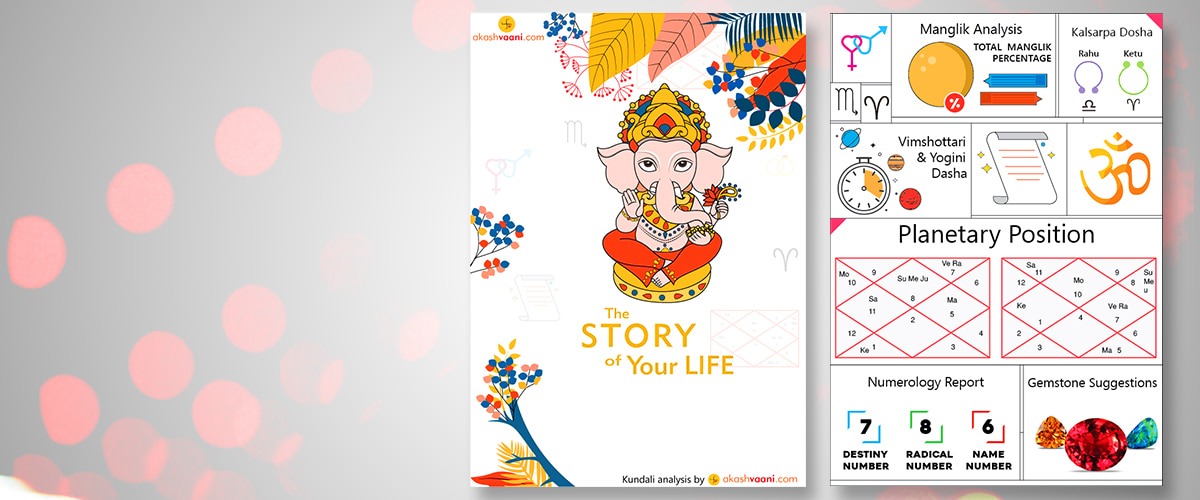 akashvaani.com
The
STORY
of Your LIFE
Kundali analysis by akashvaani.com
Manglik Analysis
TOTAL MANGLIK
PERCENTAGE
%
Kalsarpa Dosha
Rahu Ketu
♎ ♈
♏ ♈
Vimshottari
& Yogini
Dasha
ॐ
Planetary Position
Mo
10
9
Su Me Ju
Ve Ra
7
6
Sa
11
8
Ma
5
2
12
4
Ke 1
3
Sa
11
12
Mo
10
9
8
Su
Me
u
Ke
1
4
Ve Ra
7
2
3
6
Ma 5
Numerology Report
7 8 6
DESTINY RADICAL NAME
NUMBER NUMBER NUMBER
Gemstone Suggestions